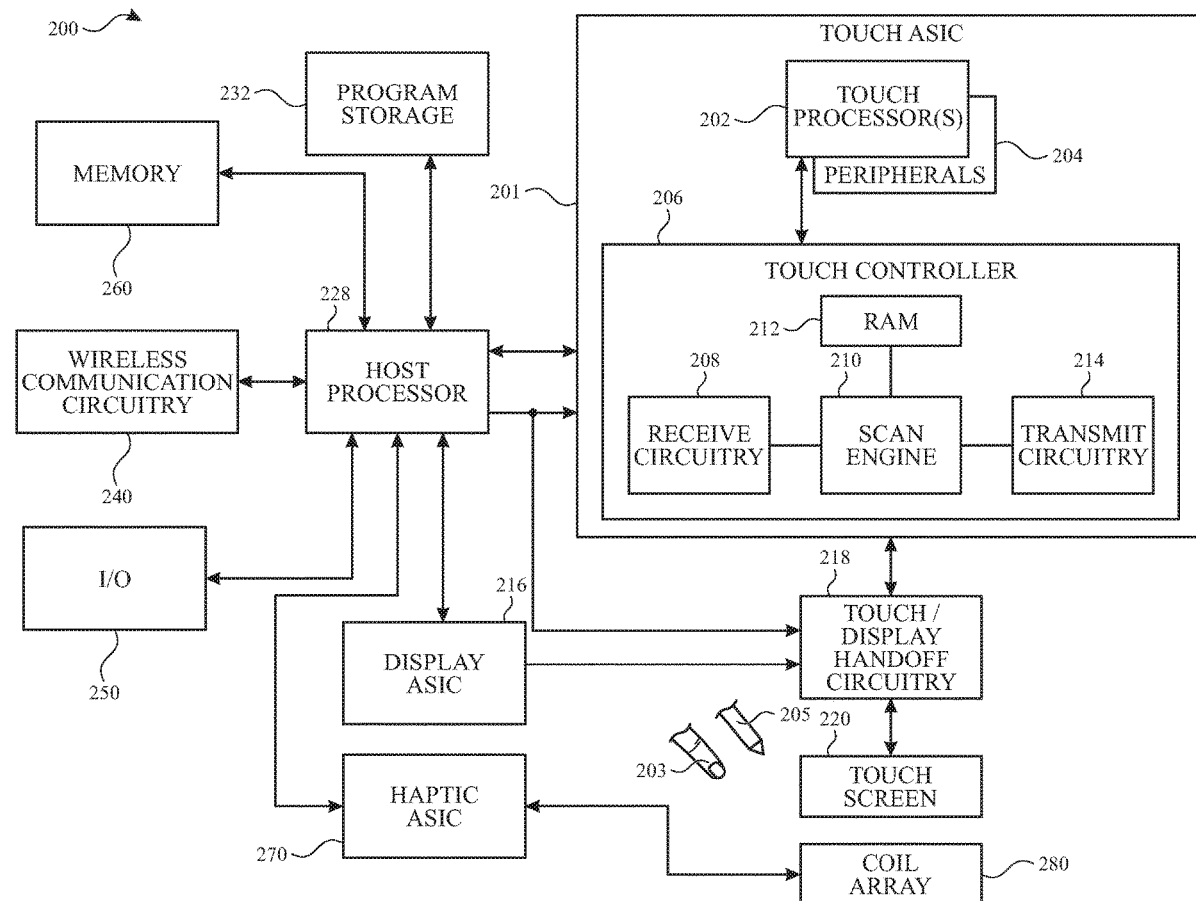 200
TOUCH ASIC
232
PROGRAM
STORAGE
202
TOUCH
PROCESSOR(S)
204
PERIPHERALS
MEMORY
260
201
206
TOUCH CONTROLLER
228
HOST
PROCESSOR
212
RAM
208
210
214
RECEIVE
CIRCUITRY
SCAN
ENGINE
TRANSMIT
CIRCUITRY
WIRELESS
COMMUNICATION
CIRCUITRY
240
I/O
250
216
DISPLAY
ASIC
218
TOUCH /
DISPLAY
HANDOFF
CIRCUITRY
205
203
220
TOUCH
SCREEN
HAPTIC
ASIC
270
COIL
ARRAY
280